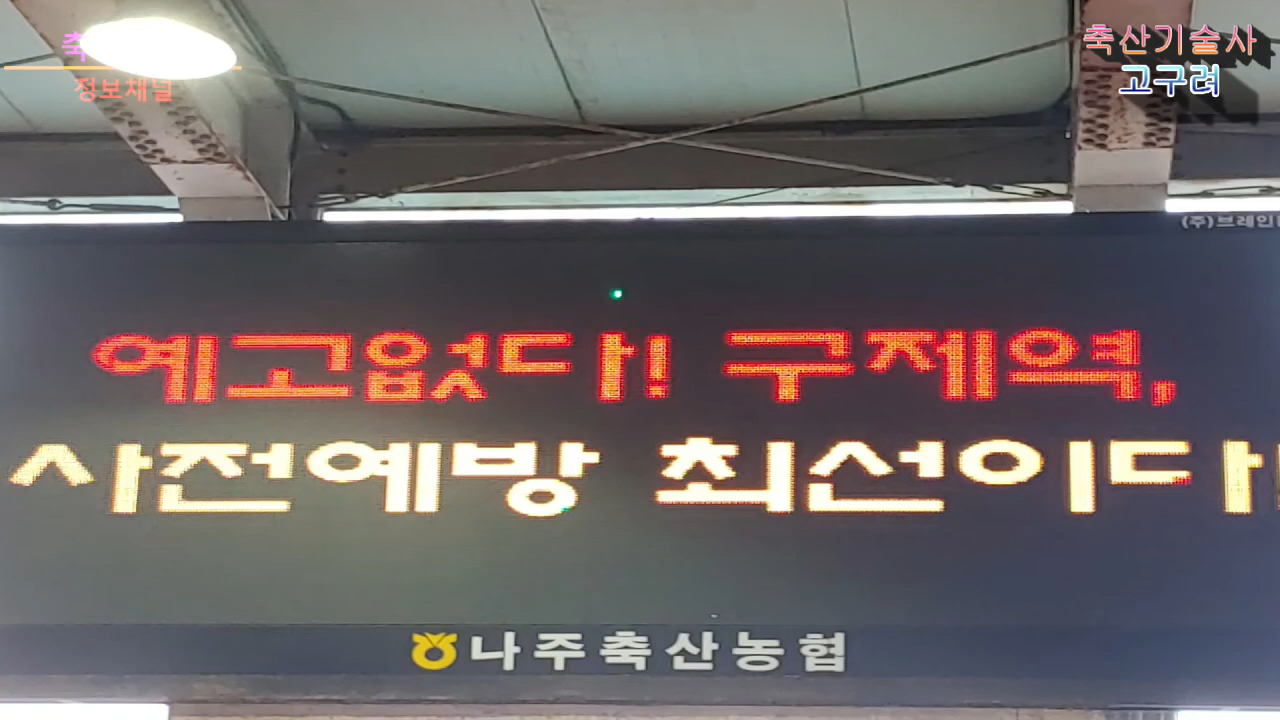 정보채널
축산기술사
고구려
(주)브레인
예고없다! 구제역,
사전예방 최선이다
나주축산농협